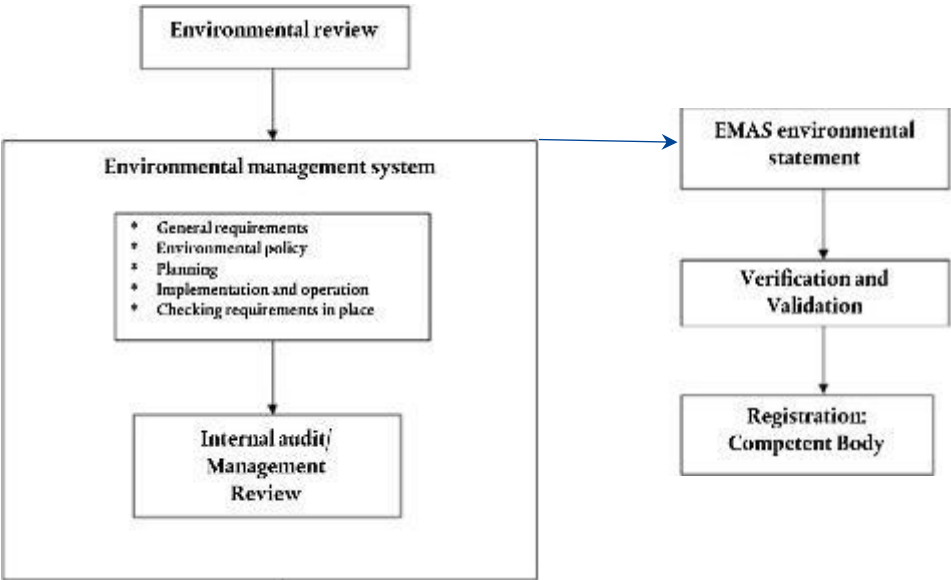 Environmental review
Environmental management system
* General requirements
* Environmental policy
* Planning
* Implementation and operation
* Checking requirements in place
Internal audit/
Management
Review
EMAS environmental
statement
Verification and
Validation
Registration:
Competent Body